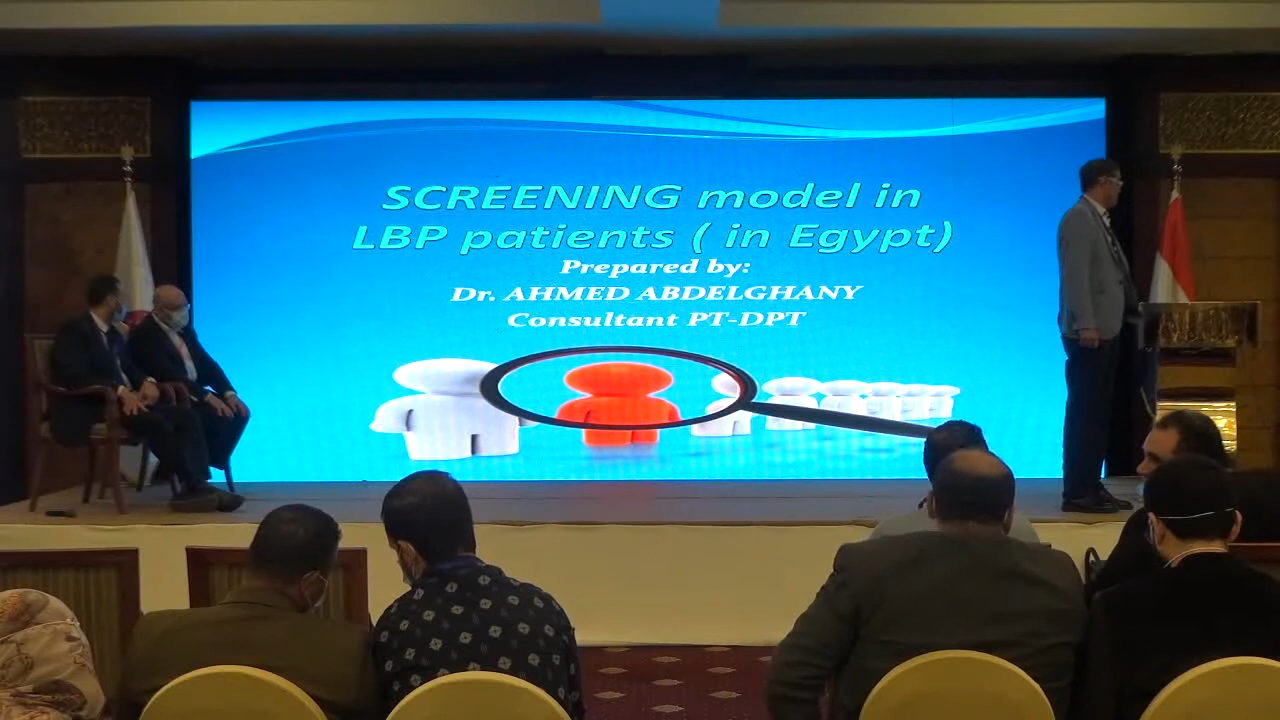 SCREENING model in
LBP patients ( in Egypt)
Prepared by:
Dr. AHMED ABDELGHANY
Consultant PT-DPT